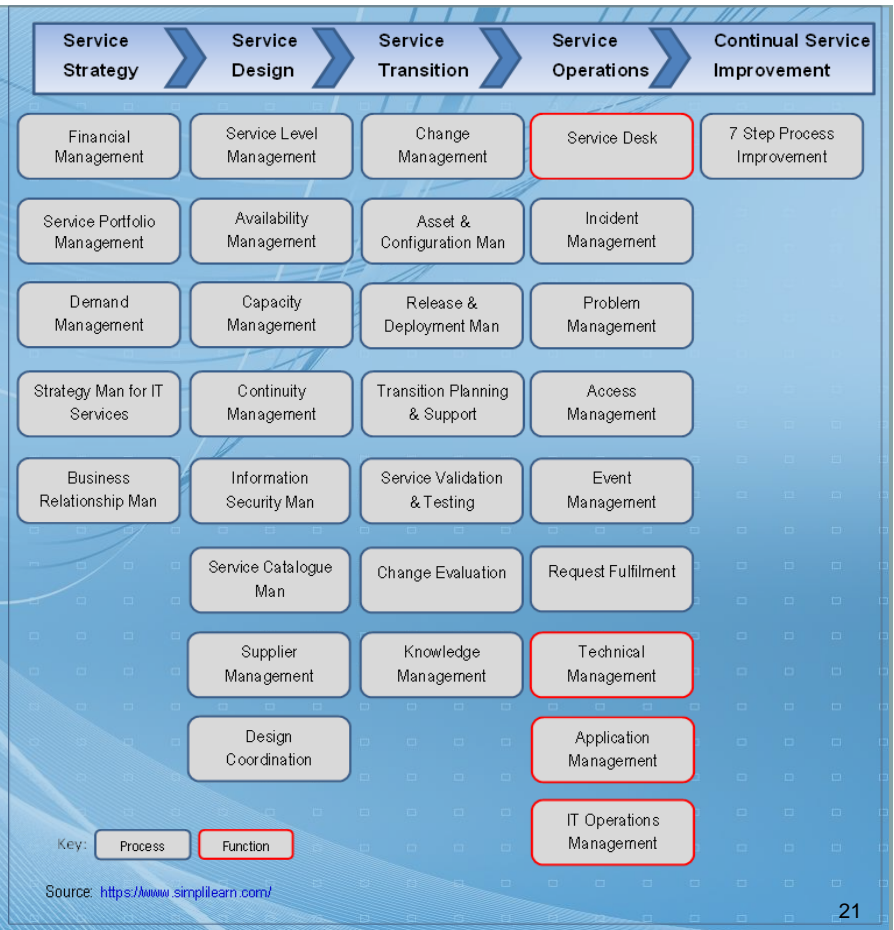 Service
Strategy
Service
Design
Service
Transition
Service
Operations
Continual Service
Improvement
Financial
Management
Service Level
Management
Change
Management
Service Desk
7 Step Process
Improvement
Service Portfolio
Management
Availability
Management
Asset &
Configuration Man
Incident
Management
Demand
Management
Capacity
Management
Release &
Deployment Man
Problem
Management
Strategy Man for IT
Services
Continuity
Management
Transition Planning
& Support
Access
Management
Business
Relationship Man
Information
Security Man
Service Validation
& Testing
Event
Management
Service Catalogue
Man
Change Evaluation
Request Fulfilment
Supplier
Management
Knowledge
Management
Technical
Management
Design
Coordination
Application
Management
IT Operations
Management
Key:
Process
Function
Source: https://www.simplilearn.com/
21